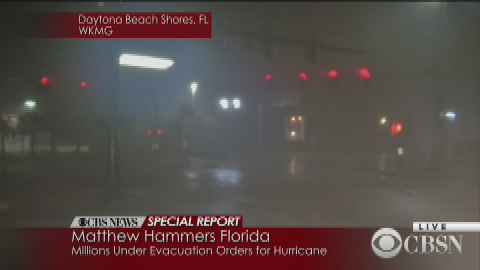 Daytona Beach Shores, FL
WKMG
CBS NEWS SPECIAL REPORT
Matthew Hammers Florida
Millions Under Evacuation Orders for Hurricane
LIVE
CBSN